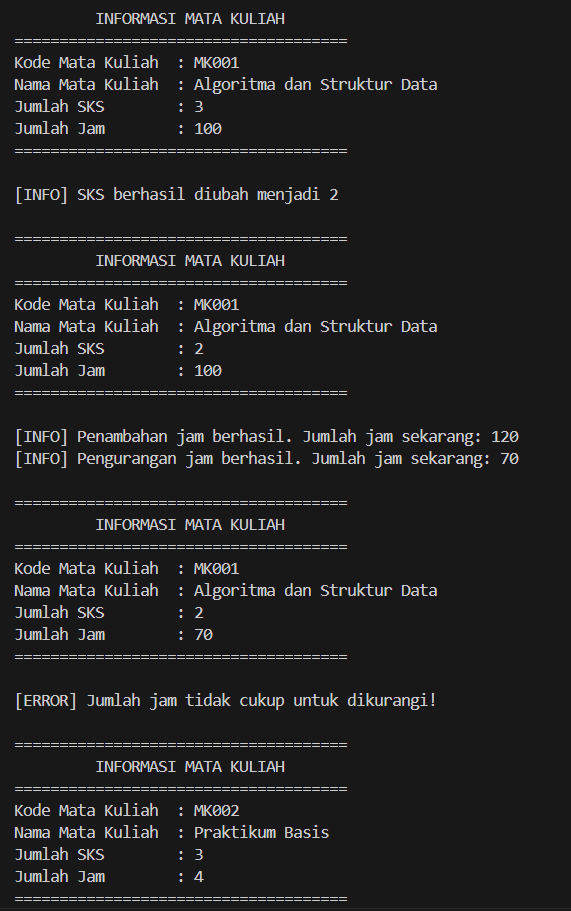 INFORMASI MATA KULIAH
=====================================
Kode Mata Kuliah  : MK001
Nama Mata Kuliah  : Algoritma dan Struktur Data
Jumlah SKS        : 3
Jumlah Jam        : 100
=====================================
[INFO] SKS berhasil diubah menjadi 2
=====================================
INFORMASI MATA KULIAH
=====================================
Kode Mata Kuliah  : MK001
Nama Mata Kuliah  : Algoritma dan Struktur Data
Jumlah SKS        : 2
Jumlah Jam        : 100
=====================================
[INFO] Penambahan jam berhasil. Jumlah jam sekarang: 120
[INFO] Pengurangan jam berhasil. Jumlah jam sekarang: 70
=====================================
INFORMASI MATA KULIAH
=====================================
Kode Mata Kuliah  : MK001
Nama Mata Kuliah  : Algoritma dan Struktur Data
Jumlah SKS        : 2
Jumlah Jam        : 70
=====================================
[ERROR] Jumlah jam tidak cukup untuk dikurangi!
=====================================
INFORMASI MATA KULIAH
=====================================
Kode Mata Kuliah  : MK002
Nama Mata Kuliah  : Praktikum Basis
Jumlah SKS        : 3
Jumlah Jam        : 4
=====================================